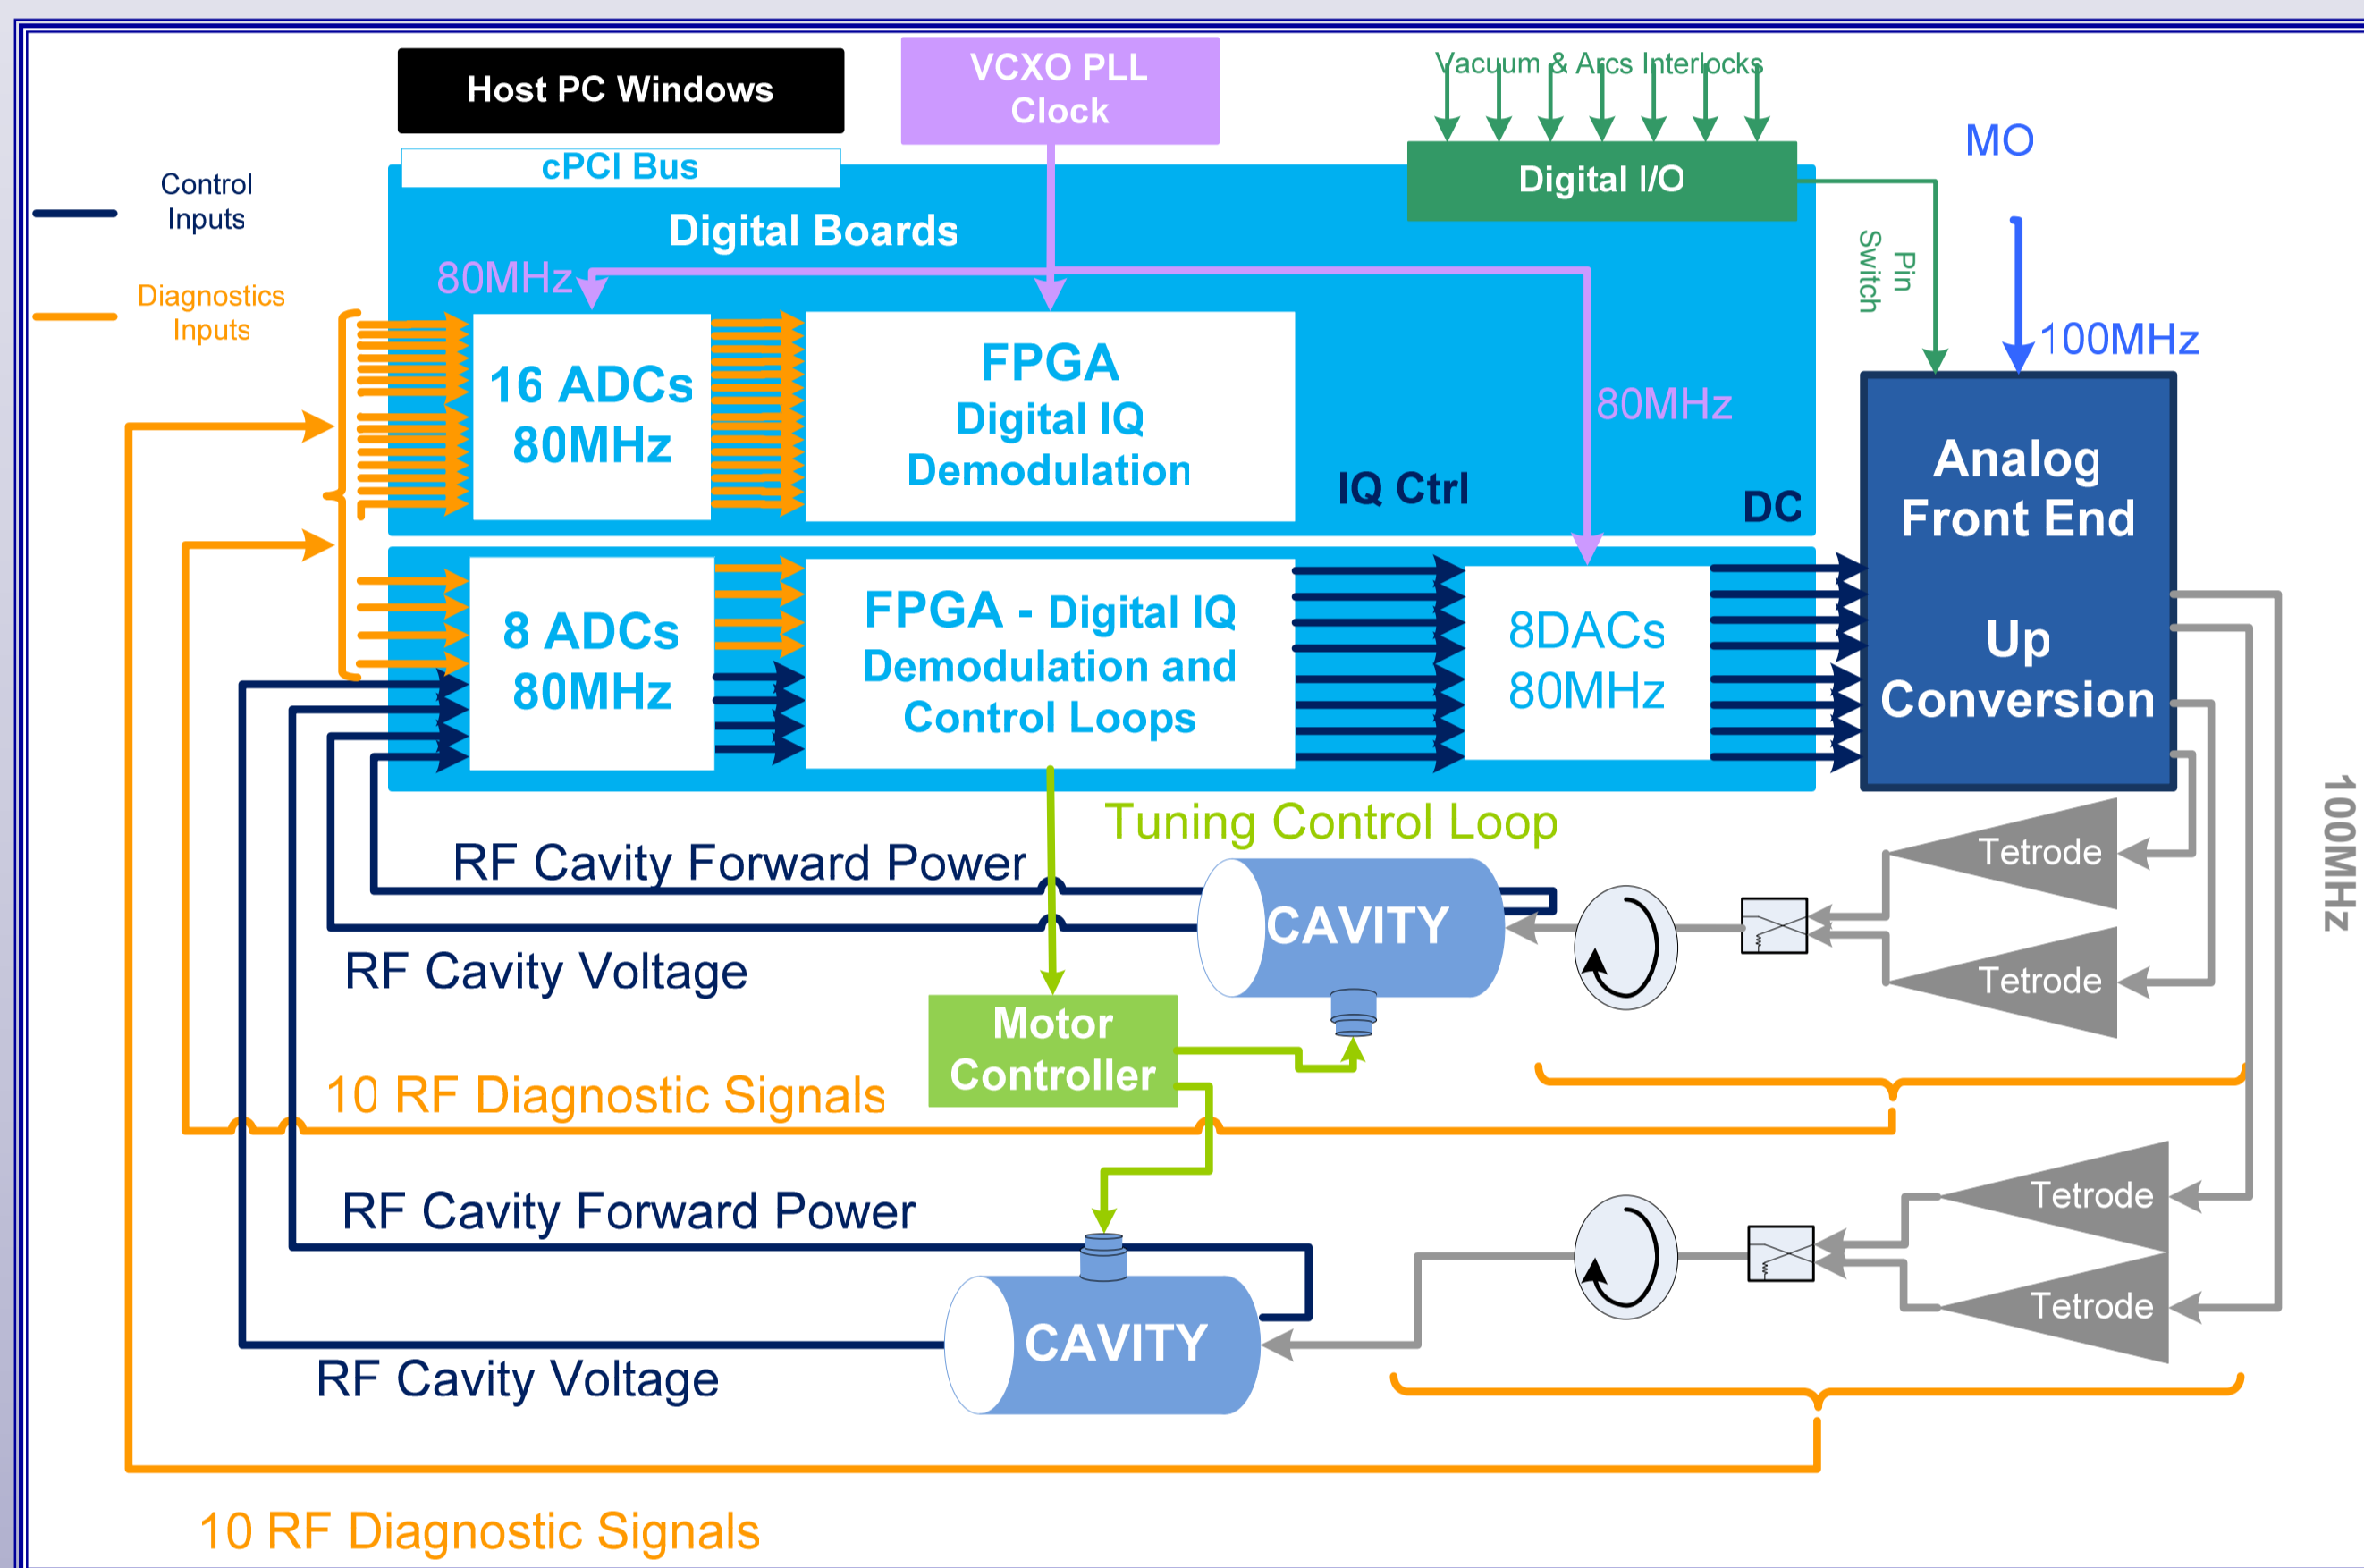 Host PC Windows
VCXO PLL
Clock
Vacuum & Arcs Interlocks
MO
cPCI Bus
Digital I/O
Control
Inputs
Digital Boards
Pin
Switch
80MHz
Diagnostics
Inputs
100MHz
16 ADCs
80MHz
FPGA
Digital IQ
Demodulation
80MHz
IQ Ctrl
DC
Analog
Front End
Up
Conversion
8 ADCs
80MHz
FPGA - Digital IQ
Demodulation and
Control Loops
8DACs
80MHz
100MHz
Tuning Control Loop
RF Cavity Forward Power
Tetrode
CAVITY
RF Cavity Voltage
Tetrode
Motor
Controller
10 RF Diagnostic Signals
RF Cavity Forward Power
Tetrode
Tetrode
CAVITY
RF Cavity Voltage
10 RF Diagnostic Signals